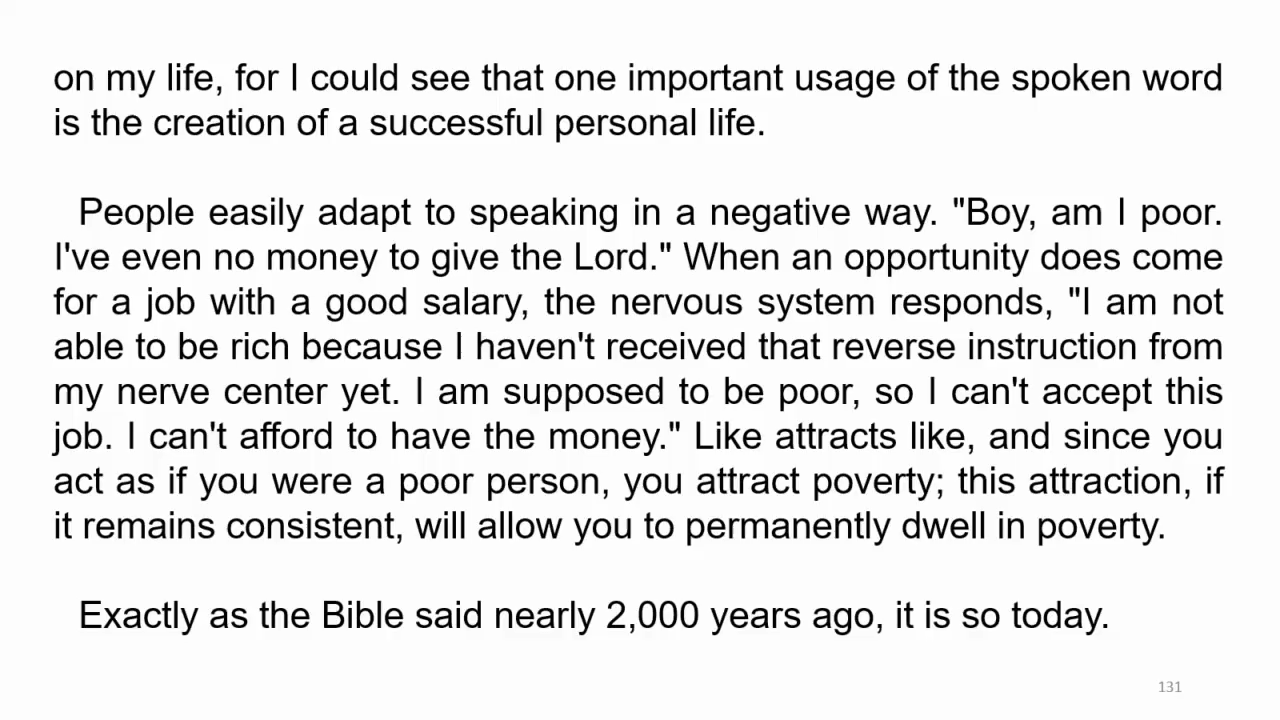 on my life, for I could see that one important usage of the spoken word
is the creation of a successful personal life.
People easily adapt to speaking in a negative way. "Boy, am I poor.
I've even no money to give the Lord." When an opportunity does come
for a job with a good salary, the nervous system responds, "I am not
able to be rich because I haven't received that reverse instruction from
my nerve center yet. I am supposed to be poor, so I can't accept this
job. I can't afford to have the money." Like attracts like, and since you
act as if you were a poor person, you attract poverty; this attraction, if
it remains consistent, will allow you to permanently dwell in poverty.
Exactly as the Bible said nearly 2,000 years ago, it is so today.
131